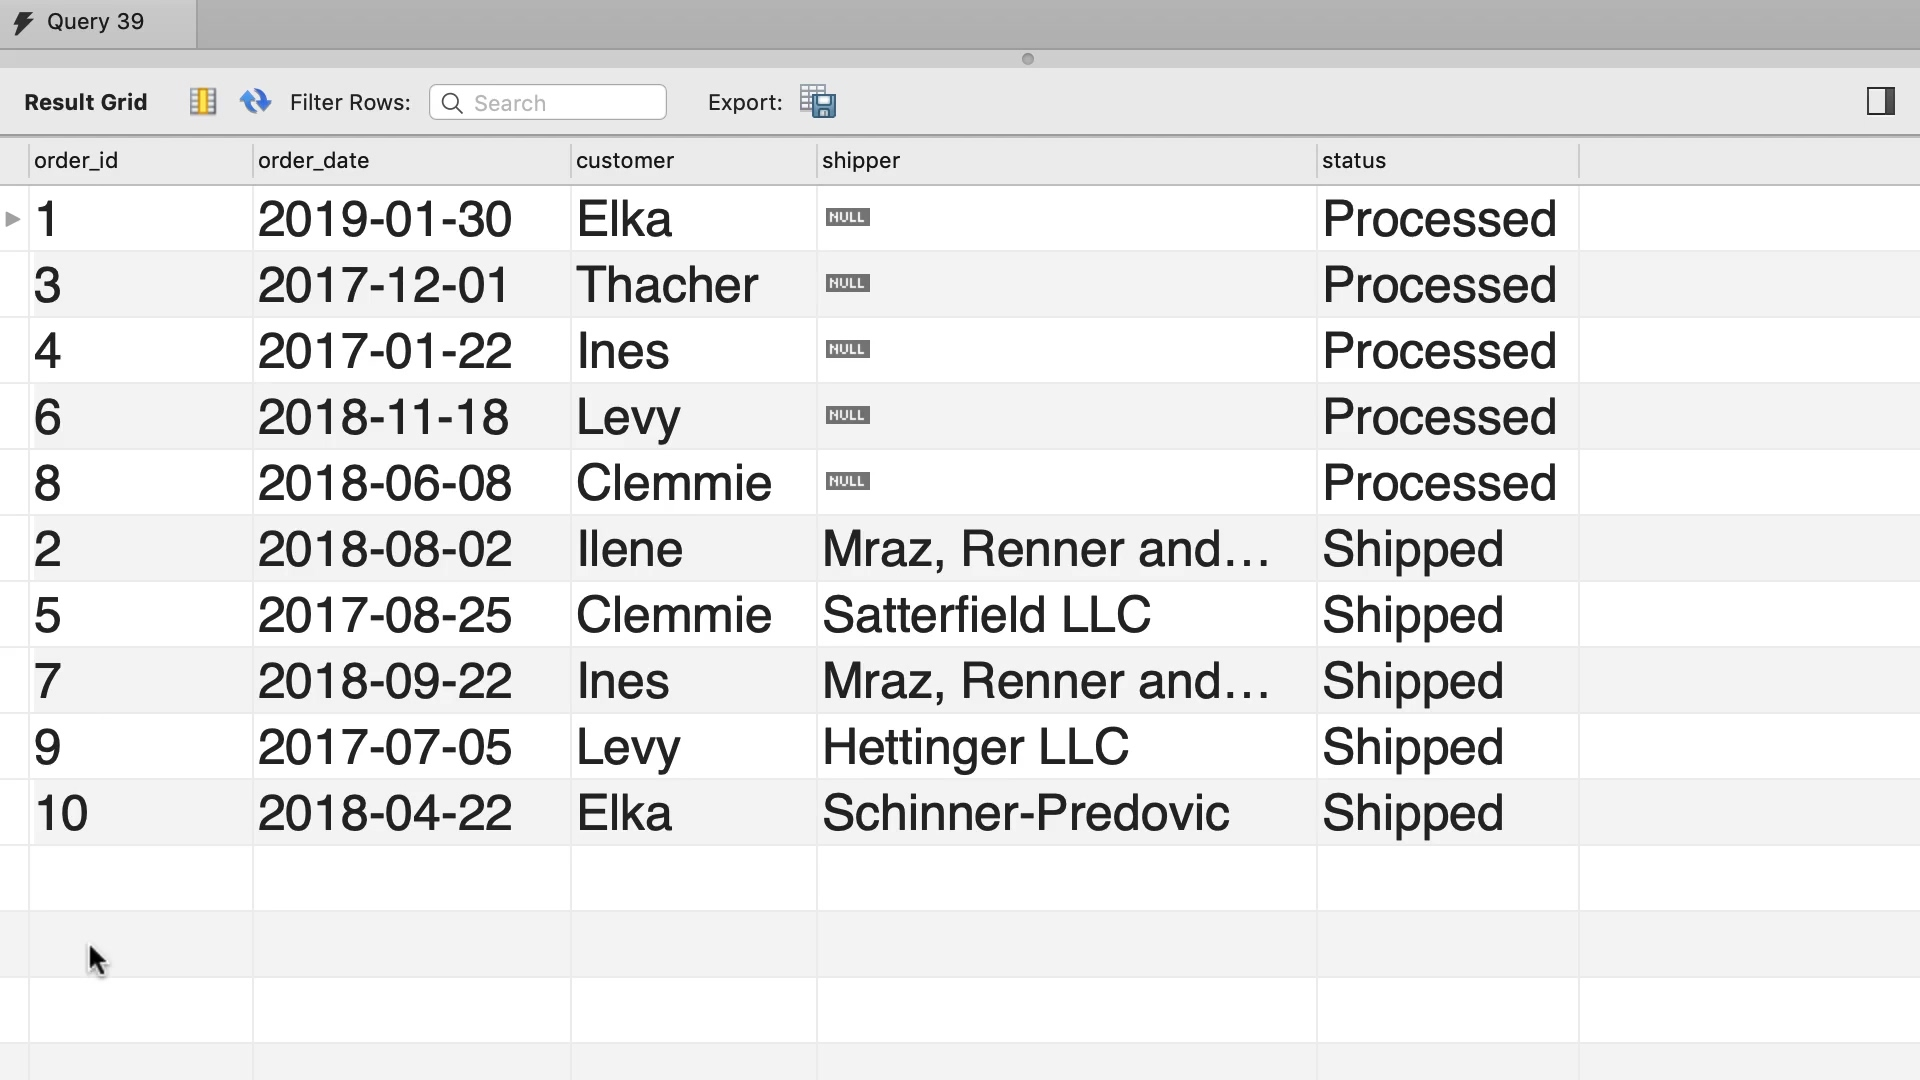 Query 39
Result Grid Filter Rows: Search Export:
order_id order_date customer shipper status
1 2019-01-30 Elka NULL Processed
3 2017-12-01 Thacher NULL Processed
4 2017-01-22 Ines NULL Processed
6 2018-11-18 Levy NULL Processed
8 2018-06-08 Clemmie NULL Processed
2 2018-08-02 Ilene Mraz, Renner and... Shipped
5 2017-08-25 Clemmie Satterfield LLC Shipped
7 2018-09-22 Ines Mraz, Renner and... Shipped
9 2017-07-05 Levy Hettinger LLC Shipped
10 2018-04-22 Elka Schinner-Predovic Shipped